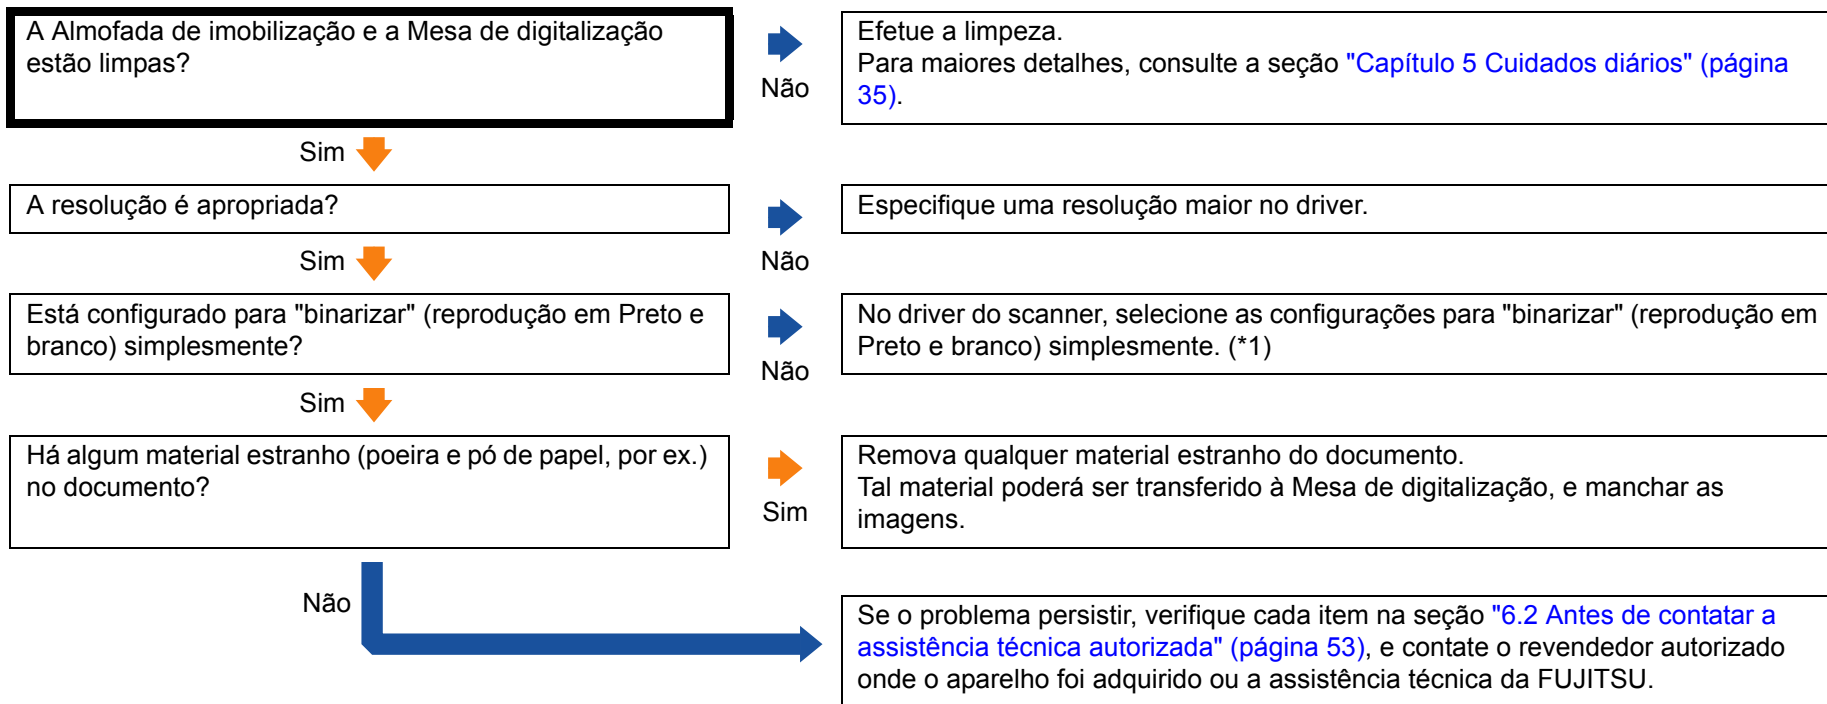 A Almofada de imobilização e a Mesa de digitalização
estão limpas?
Não
Efetue a limpeza.
Para maiores detalhes, consulte a seção "Capítulo 5 Cuidados diários" (página
35).
Sim
A resolução é apropriada?
Não
Especifique uma resolução maior no driver.
Sim
Está configurado para "binarizar" (reprodução em Preto e
branco) simplesmente?
Não
No driver do scanner, selecione as configurações para "binarizar" (reprodução em
Preto e branco) simplesmente. (*1)
Sim
Há algum material estranho (poeira e pó de papel, por ex.)
no documento?
Sim
Remova qualquer material estranho do documento.
Tal material poderá ser transferido à Mesa de digitalização, e manchar as
imagens.
Não
Se o problema persistir, verifique cada item na seção "6.2 Antes de contatar a
assistência técnica autorizada" (página 53), e contate o revendedor autorizado
onde o aparelho foi adquirido ou a assistência técnica da FUJITSU.